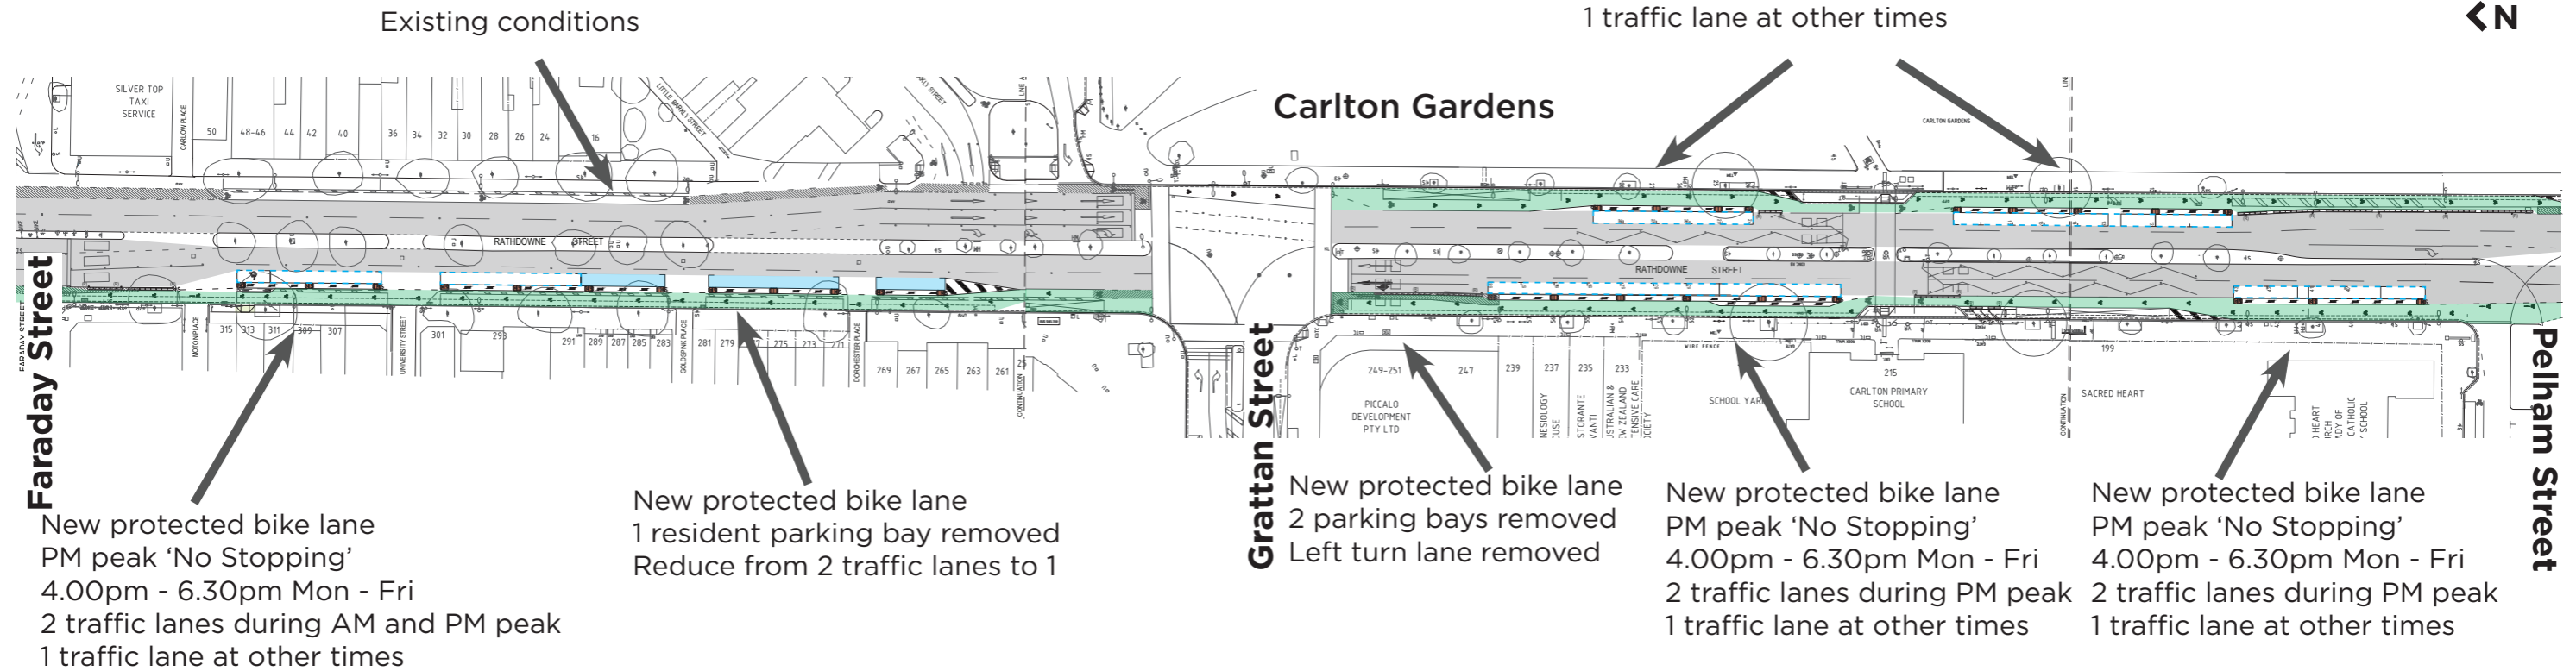 Existing conditions
1 traffic lane at other times
N
Carlton Gardens
SILVER TOP
TAXI
SERVICE
CARLOW PLACE
50
48-46
44
42
40
36
34
32
30
28
26
24
16
LITTLE BARKLY STREET
CARLTON GARDENS
RATHDOWNE STREET
RATHDOWNE STREET
Faraday Street
Grattan Street
Pelham Street
MOTON PLACE
315
313
311
309
307
UNIVERSITY STREET
301
293
291
289
287
285
283
GOLDSPINK PLACE
281
279
275
273
271
DORCHESTER PLACE
269
267
265
263
261
CONTINUATION
249-251
PICCALO
DEVELOPMENT
PTY LTD
247
239
237
235
233
WIRE FENCE
SCHOOL YARD
215
CARLTON PRIMARY
SCHOOL
CONTINUATION
199
SACRED HEART
New protected bike lane
PM peak ‘No Stopping’
4.00pm - 6.30pm Mon - Fri
2 traffic lanes during AM and PM peak
1 traffic lane at other times
New protected bike lane
1 resident parking bay removed
Reduce from 2 traffic lanes to 1
New protected bike lane
2 parking bays removed
Left turn lane removed
New protected bike lane
PM peak ‘No Stopping’
4.00pm - 6.30pm Mon - Fri
2 traffic lanes during PM peak
1 traffic lane at other times
New protected bike lane
PM peak ‘No Stopping’
4.00pm - 6.30pm Mon - Fri
2 traffic lanes during PM peak
1 traffic lane at other times